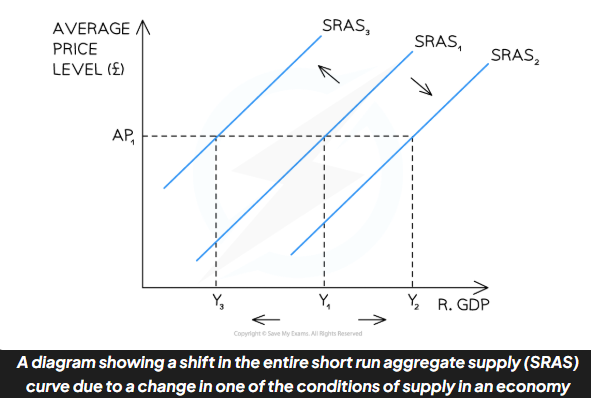 AVERAGE
PRICE
LEVEL (£)
SRAS₃
SRAS₁
SRAS₂
AP₁
Y₃
Y₁
Y₂
R. GDP
Copyright © Save My Exams. All Rights Reserved
A diagram showing a shift in the entire short run aggregate supply (SRAS)
curve due to a change in one of the conditions of supply in an economy